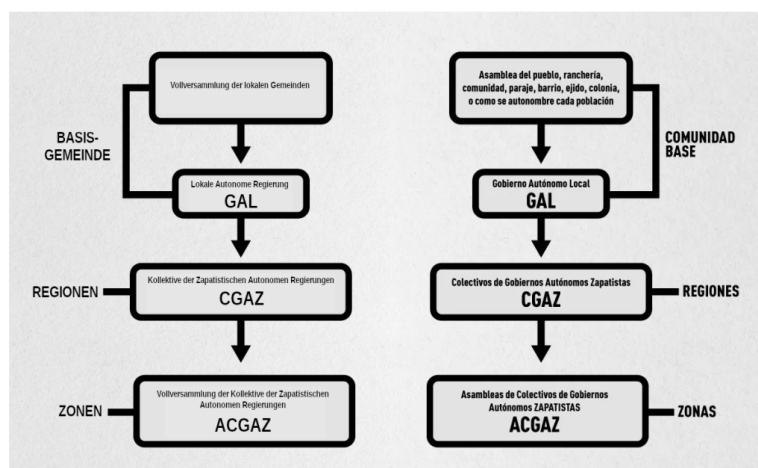 Vollversammlung der lokalen Gemeinden
BASIS-
GEMEINDE
Lokale Autonome Regierung
GAL
Kollektive der Zapatistischen Autonomen Regierungen
REGIONEN
CGAZ
Vollversammlung der Kollektive der Zapatistischen
Autonomen Regierungen
ZONEN
ACGAZ
Asamblea del pueblo, ranchería,
comunidad, paraje, barrio, ejido, colonia,
o como se autonombre cada población
COMUNIDAD
BASE
Gobierno Autónomo Local
GAL
Colectivos de Gobiernos Autónomos Zapatistas
CGAZ
REGIONES
Asambleas de Colectivos de Gobiernos
Autónomos ZAPATISTAS
ACGAZ
ZONAS